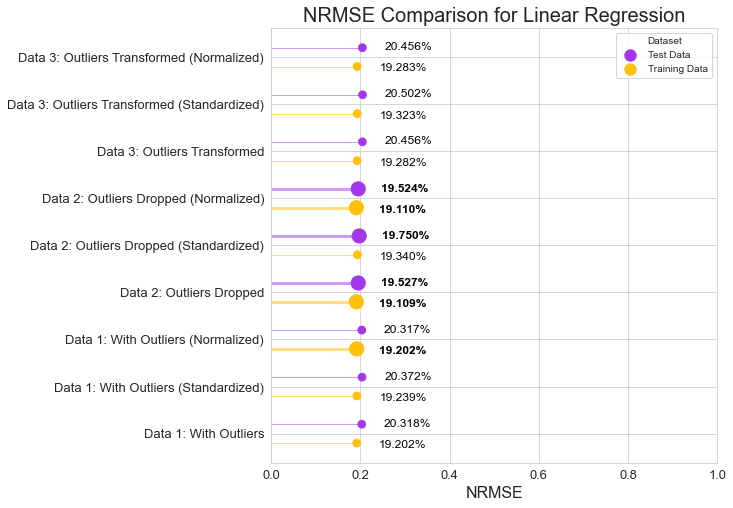 NRMSE Comparison for Linear Regression
Dataset
Test Data
Training Data
Data 3: Outliers Transformed (Normalized)
20.456%
19.283%
Data 3: Outliers Transformed (Standardized)
20.502%
19.323%
Data 3: Outliers Transformed
20.456%
19.282%
Data 2: Outliers Dropped (Normalized)
19.524%
19.110%
Data 2: Outliers Dropped (Standardized)
19.750%
19.340%
Data 2: Outliers Dropped
19.527%
19.109%
Data 1: With Outliers (Normalized)
20.317%
19.202%
Data 1: With Outliers (Standardized)
20.372%
19.239%
Data 1: With Outliers
20.318%
19.202%
0.0 0.2 0.4 0.6 0.8 1.0
NRMSE